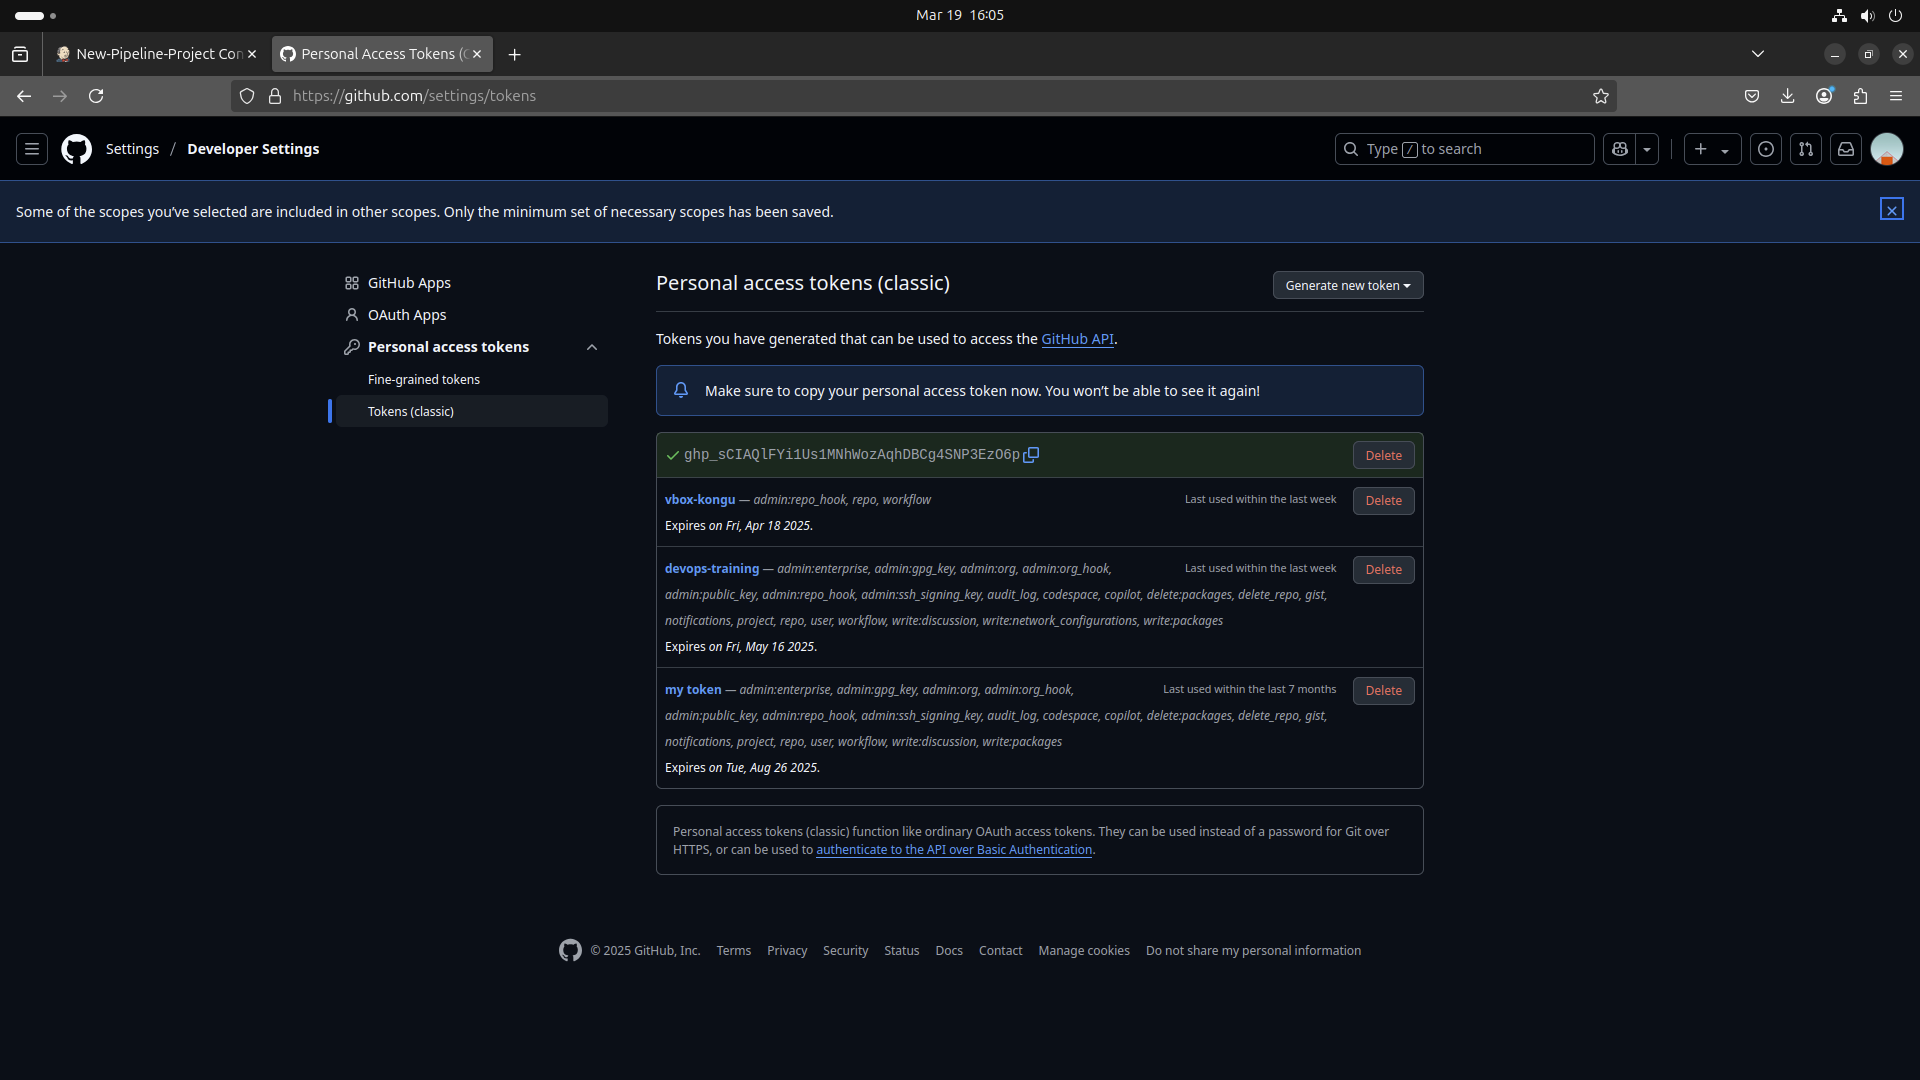 Mar 19 16:05
New-Pipeline-Project Con
Personal Access Tokens (C
https://github.com/settings/tokens
Settings / Developer Settings
Type / to search
Some of the scopes you’ve selected are included in other scopes. Only the minimum set of necessary scopes has been saved.
GitHub Apps
OAuth Apps
Personal access tokens
Fine-grained tokens
Tokens (classic)
Personal access tokens (classic)
Generate new token
Tokens you have generated that can be used to access the GitHub API.
Make sure to copy your personal access token now. You won’t be able to see it again!
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
Delete
vbox-kongu — admin:repo_hook, repo, workflow
Last used within the last week
Delete
Expires on Fri, Apr 18 2025.
devops-training — admin:enterprise, admin:gpg_key, admin:org, admin:org_hook,
Last used within the last week
Delete
admin:public_key, admin:repo_hook, admin:ssh_signing_key, audit_log, codespace, copilot, delete:packages, delete_repo, gist,
notifications, project, repo, user, workflow, write:discussion, write:network_configurations, write:packages
Expires on Fri, May 16 2025.
my token — admin:enterprise, admin:gpg_key, admin:org, admin:org_hook,
Last used within the last 7 months
Delete
admin:public_key, admin:repo_hook, admin:ssh_signing_key, audit_log, codespace, copilot, delete:packages, delete_repo, gist,
notifications, project, repo, user, workflow, write:discussion, write:packages
Expires on Tue, Aug 26 2025.
Personal access tokens (classic) function like ordinary OAuth access tokens. They can be used instead of a password for Git over
HTTPS, or can be used to authenticate to the API over Basic Authentication.
© 2025 GitHub, Inc. Terms Privacy Security Status Docs Contact Manage cookies Do not share my personal information